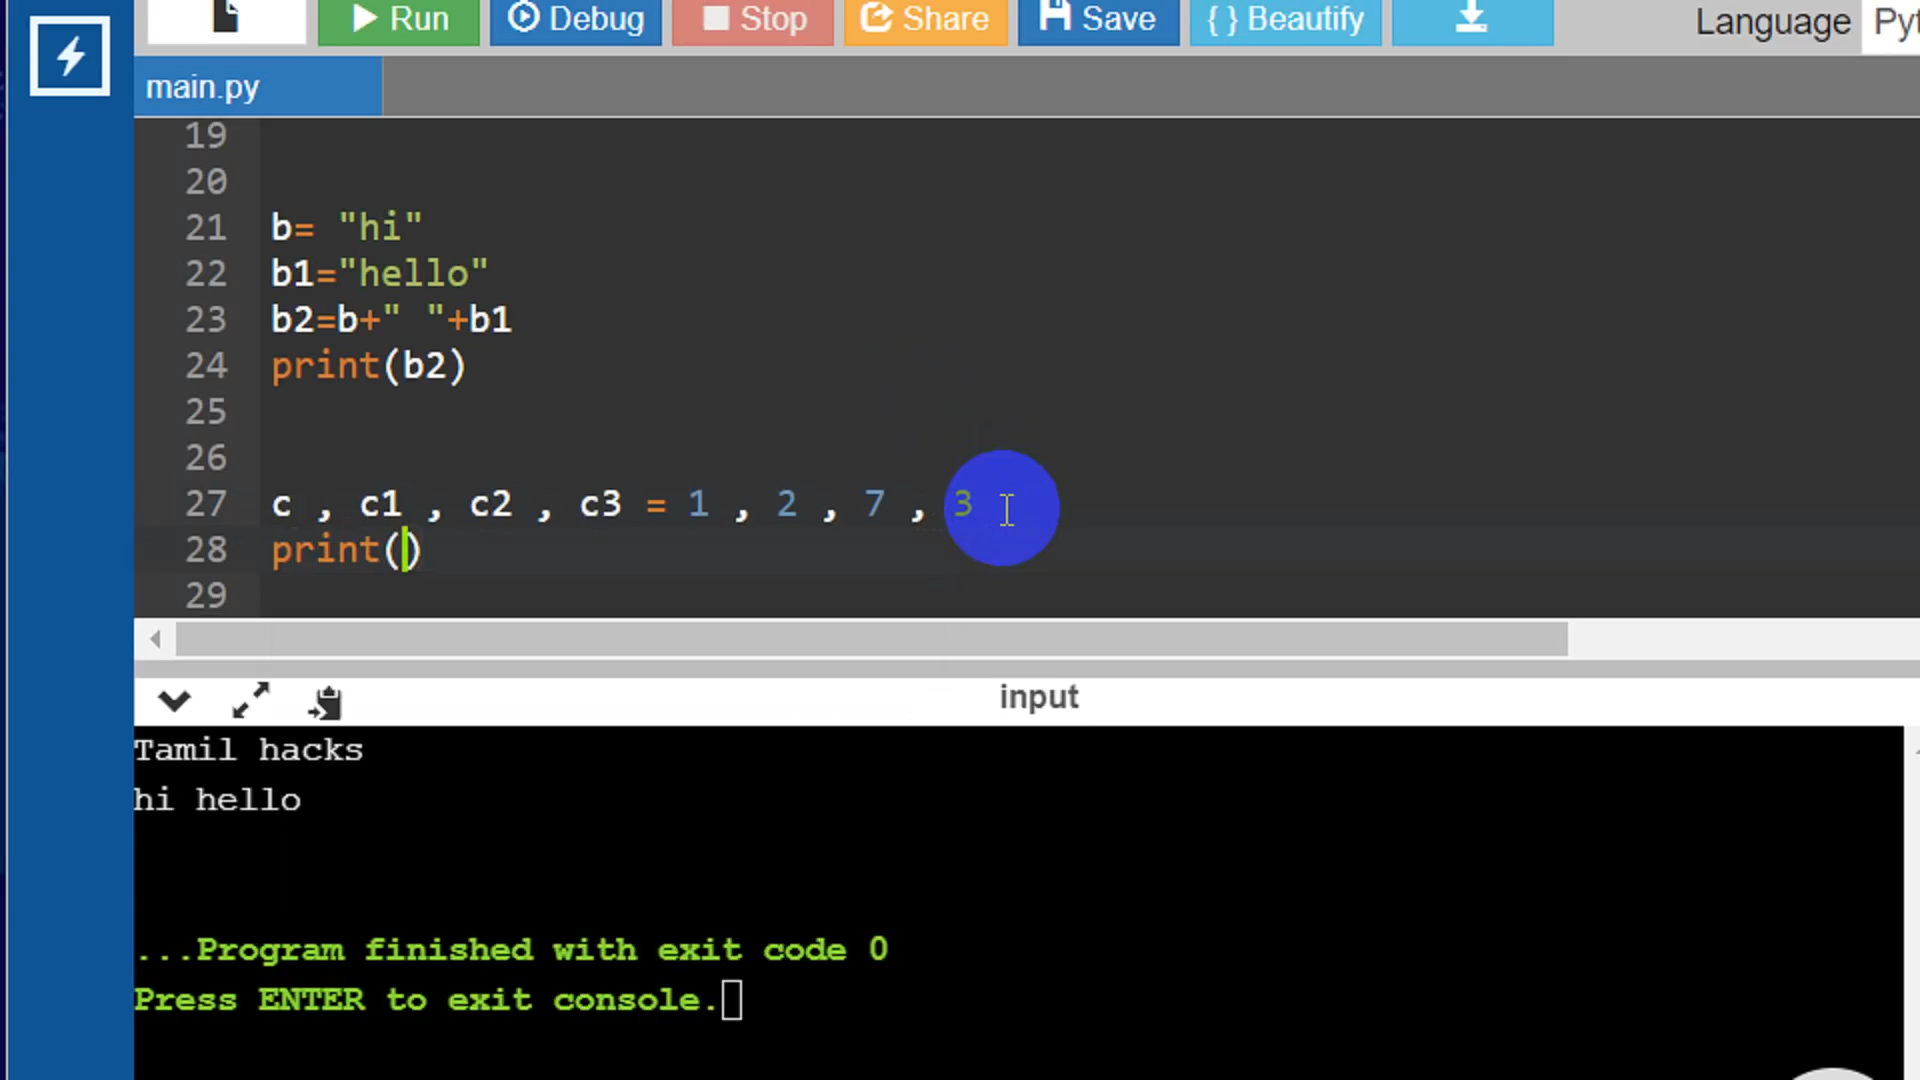 Run Debug Stop Share Save { } Beautify Language
main.py
19
20
21 b= "hi"
22 b1="hello"
23 b2=b+" "+b1
24 print(b2)
25
26
27 c , c1 , c2 , c3 = 1 , 2 , 7 , 3
28 print()
29
input
Tamil hacks
hi hello
...Program finished with exit code 0
Press ENTER to exit console.